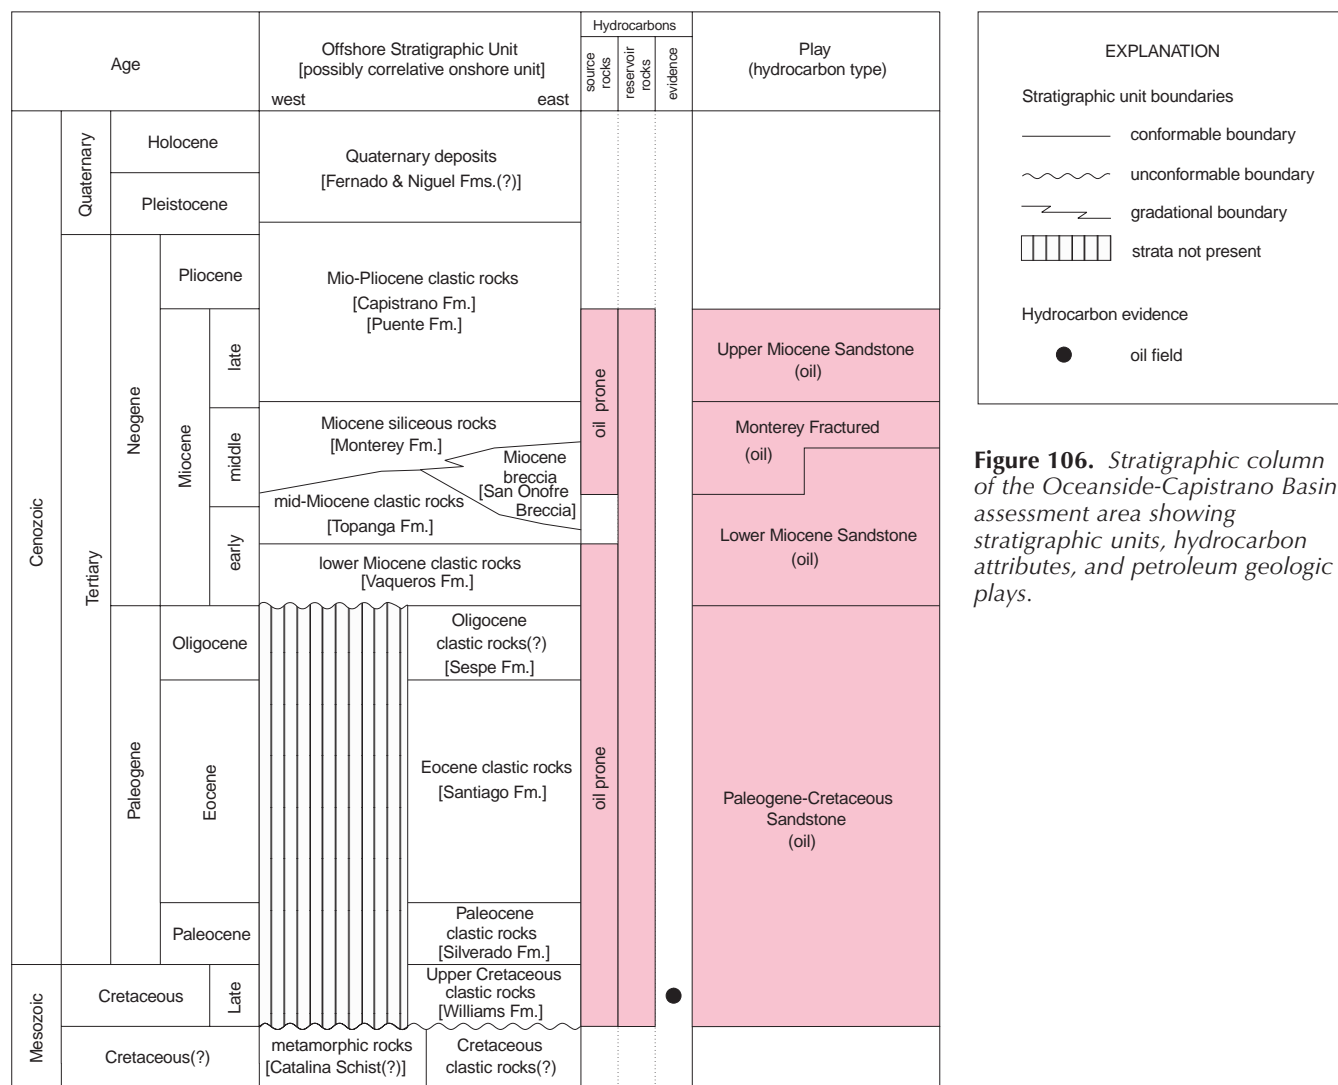 Age
Offshore Stratigraphic Unit
[possibly correlative onshore unit]
west
east
Hydrocarbons
source
rocks
reservoir
rocks
evidence
Play
(hydrocarbon type)
Cenozoic
Mesozoic
Quaternary
Tertiary
Neogene
Paleogene
Holocene
Pleistocene
Pliocene
Miocene
late
middle
early
Oligocene
Eocene
Paleocene
Cretaceous
Late
Cretaceous(?)
Quaternary deposits
[Fernado & Niguel Fms.(?)]
Mio-Pliocene clastic rocks
[Capistrano Fm.]
[Puente Fm.]
Miocene siliceous rocks
[Monterey Fm.]
Miocene
breccia
[San Onofre
Breccia]
mid-Miocene clastic rocks
[Topanga Fm.]
lower Miocene clastic rocks
[Vaqueros Fm.]
Oligocene
clastic rocks(?)
[Sespe Fm.]
Eocene clastic rocks
[Santiago Fm.]
Paleocene
clastic rocks
[Silverado Fm.]
Upper Cretaceous
clastic rocks
[Williams Fm.]
metamorphic rocks
[Catalina Schist(?)]
Cretaceous
clastic rocks(?)
oil prone
oil prone
Upper Miocene Sandstone
(oil)
Monterey Fractured
(oil)
Lower Miocene Sandstone
(oil)
Paleogene-Cretaceous
Sandstone
(oil)
EXPLANATION
Stratigraphic unit boundaries
conformable boundary
unconformable boundary
gradational boundary
strata not present
Hydrocarbon evidence
oil field
Figure 106. Stratigraphic column
of the Oceanside-Capistrano Basin
assessment area showing
stratigraphic units, hydrocarbon
attributes, and petroleum geologic
plays.